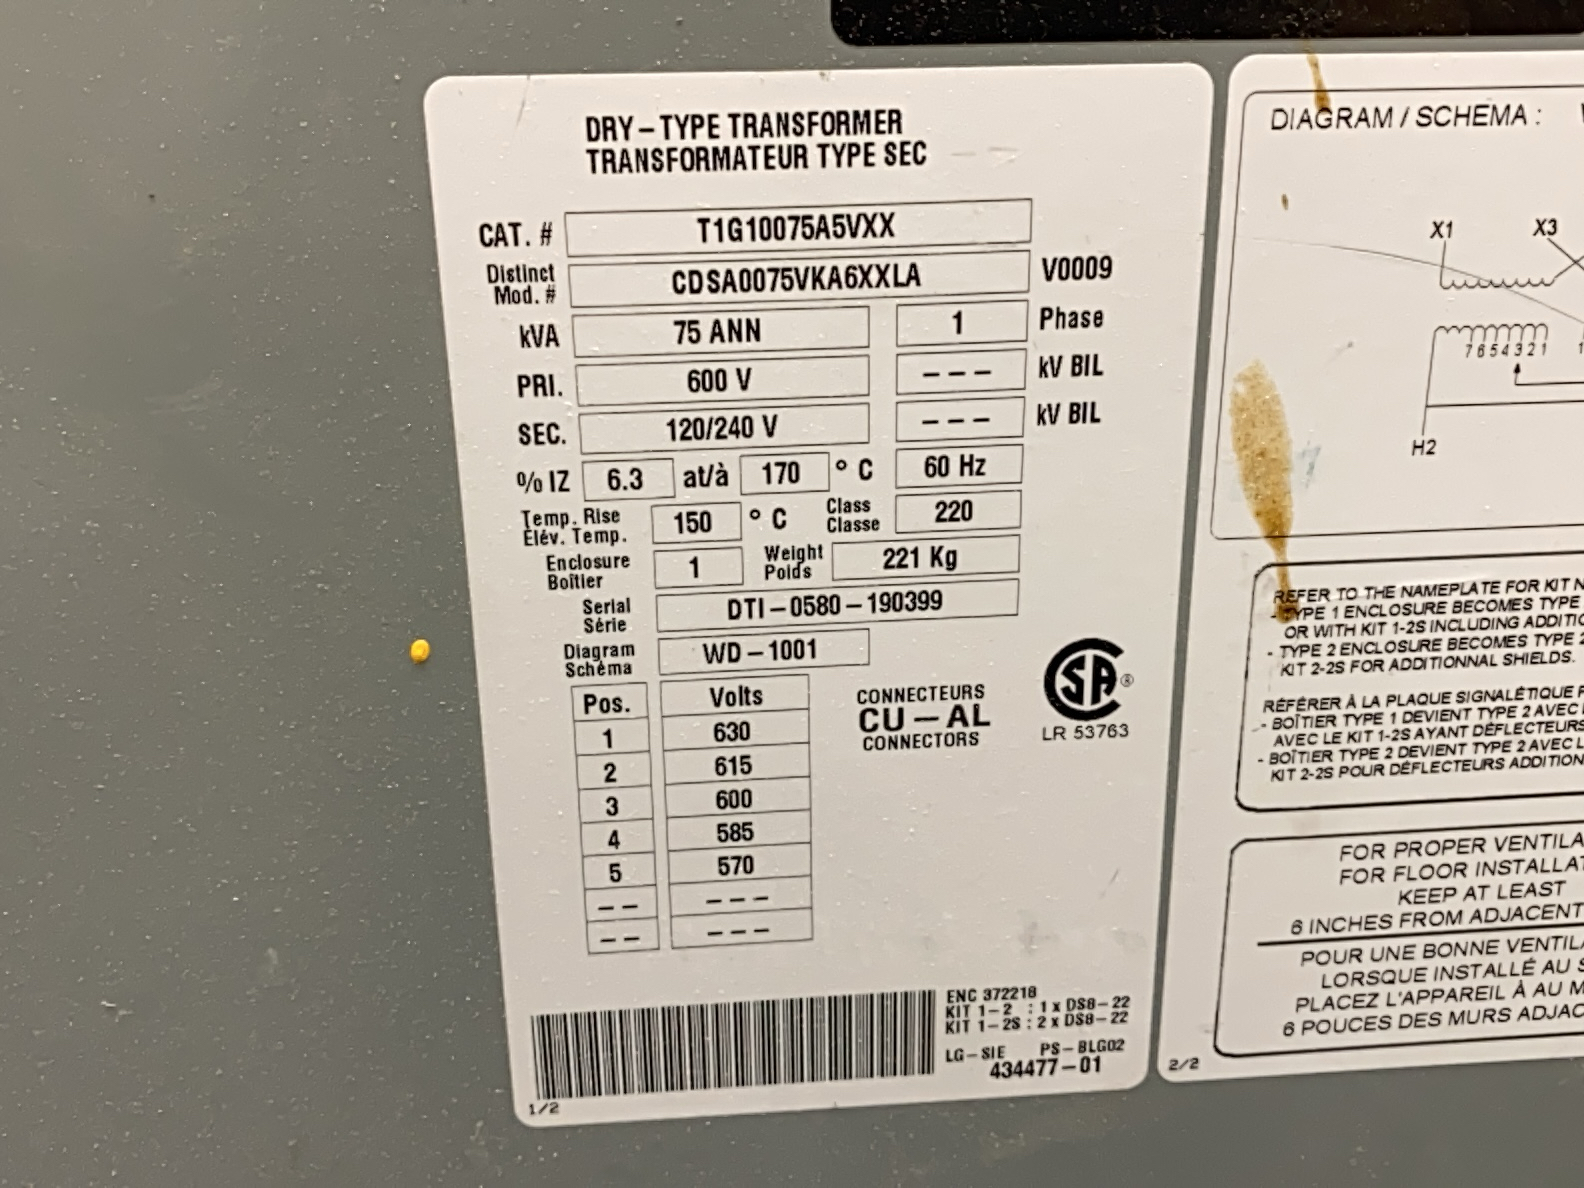 DRY-TYPE TRANSFORMER
TRANSFORMATEUR TYPE SEC
CAT. # T1G10075A5VXX
Distinct Mod. # CDSA0075VKA6XXLA V0009
kVA 75 ANN 1 Phase
PRI. 600 V --- kV BIL
SEC. 120/240 V --- kV BIL
% IZ 6.3 at/à 170 ° C 60 Hz
Temp. Rise Élév. Temp. 150 ° C Class Classe 220
Enclosure Boîtier 1 Weight Poids 221 Kg
Serial Série DTI-0580-190399
Diagram Schéma WD-1001
Pos. Volts
1 630
2 615
3 600
4 585
5 570
-- ---
-- ---
CONNECTEURS
CU-AL
CONNECTORS
CSA ®
LR 53763
ENC 372218
KIT 1-2 : 1 x DS8-22
KIT 1-2S : 2 x DS8-22
LG-SIE PS-BLG02
434477-01
1/2
DIAGRAM / SCHEMA :
X1 X3
7 6 5 4 3 2 1 1
H2
REFER TO THE NAMEPLATE FOR KIT
- TYPE 1 ENCLOSURE BECOMES TYPE
OR WITH KIT 1-2S INCLUDING
- TYPE 2 ENCLOSURE BECOMES TYPE
KIT 2-2S FOR ADDITIONNAL SHIELDS.
RÉFÉRER À LA PLAQUE SIGNALÉTIQUE
- BOÎTIER TYPE 1 DEVIENT TYPE 2 AVEC
AVEC LE KIT 1-2S AYANT DÉFLECTEURS
- BOÎTIER TYPE 2 DEVIENT TYPE 2 AVEC
KIT 2-2S POUR DÉFLECTEURS
FOR PROPER
FOR FLOOR
KEEP AT LEAST
6 INCHES FROM ADJACENT
POUR UNE BONNE
LORSQUE INSTALLÉ AU
PLACEZ L'APPAREIL À AU
6 POUCES DES MURS
2/2